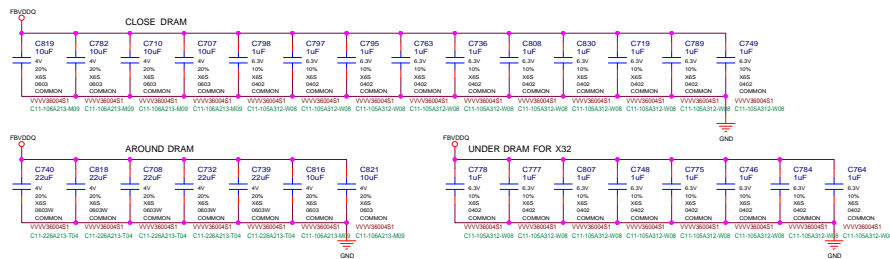 FBVDDQ
CLOSE DRAM
C819 C782 C710 C707 C798 C797 C795 C763 C736 C808 C830 C719 C789 C749
10uF 10uF 10uF 10uF 1uF 1uF 1uF 1uF 1uF 1uF 1uF 1uF 1uF 1uF
4V 4V 4V 4V 6.3V 6.3V 6.3V 6.3V 6.3V 6.3V 6.3V 6.3V 6.3V 6.3V
20% 20% 20% 20% 10% 10% 10% 10% 10% 10% 10% 10% 10% 10%
X6S X6S X6S X6S X6S X6S X6S X6S X6S X6S X6S X6S X6S X6S
0603 0603 0603 0603 0402 0402 0402 0402 0402 0402 0402 0402 0402 0402
COMMON COMMON COMMON COMMON COMMON COMMON COMMON COMMON COMMON COMMON COMMON COMMON COMMON COMMON
VVVV36004S1 VVVV36004S1 VVVV36004S1 VVVV36004S1 VVVV36004S1 VVVV36004S1 VVVV36004S1 VVVV36004S1 VVVV36004S1 VVVV36004S1 VVVV36004S1 VVVV36004S1 VVVV36004S1 VVVV36004S1
C11-106A213-M09 C11-106A213-M09 C11-106A213-M09 C11-106A213-M09 C11-105A312-W08 C11-105A312-W08 C11-105A312-W08 C11-105A312-W08 C11-105A312-W08 C11-105A312-W08 C11-105A312-W08 C11-105A312-W08 C11-105A312-W08 C11-105A312-W08
GND
FBVDDQ
AROUND DRAM
C740 C818 C708 C732 C739 C816 C821
22uF 22uF 22uF 22uF 22uF 10uF 10uF
4V 4V 4V 4V 4V 4V 4V
20% 20% 20% 20% 20% 20% 20%
X6S X6S X6S X6S X6S X6S X6S
0603W 0603W 0603W 0603W 0603W 0603 0603
COMMON COMMON COMMON COMMON COMMON COMMON COMMON
VVVV36004S1 VVVV36004S1 VVVV36004S1 VVVV36004S1 VVVV36004S1 VVVV36004S1 VVVV36004S1
C11-226A213-T04 C11-226A213-T04 C11-226A213-T04 C11-226A213-T04 C11-226A213-T04 C11-106A213-M09 C11-106A213-M09
GND
FBVDDQ
UNDER DRAM FOR X32
C778 C777 C807 C748 C775 C746 C784 C764
1uF 1uF 1uF 1uF 1uF 1uF 1uF 1uF
6.3V 6.3V 6.3V 6.3V 6.3V 6.3V 6.3V 6.3V
10% 10% 10% 10% 10% 10% 10% 10%
X6S X6S X6S X6S X6S X6S X6S X6S
0402 0402 0402 0402 0402 0402 0402 0402
COMMON COMMON COMMON COMMON COMMON COMMON COMMON COMMON
VVVV36004S1 VVVV36004S1 VVVV36004S1 VVVV36004S1 VVVV36004S1 VVVV36004S1 VVVV36004S1 VVVV36004S1
C11-105A312-W08 C11-105A312-W08 C11-105A312-W08 C11-105A312-W08 C11-105A312-W08 C11-105A312-W08 C11-105A312-W08 C11-105A312-W08
GND